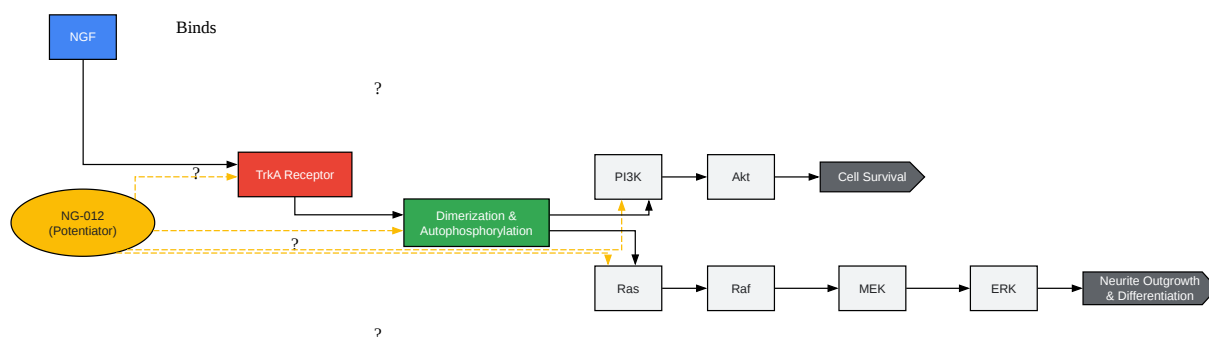 NGF
Binds
?
TrkA Receptor
?
NG-012
(Potentiator)
Dimerization &
Autophosphorylation
?
PI3K
Akt
Cell Survival
Ras
Raf
MEK
ERK
Neurite Outgrowth
& Differentiation
?